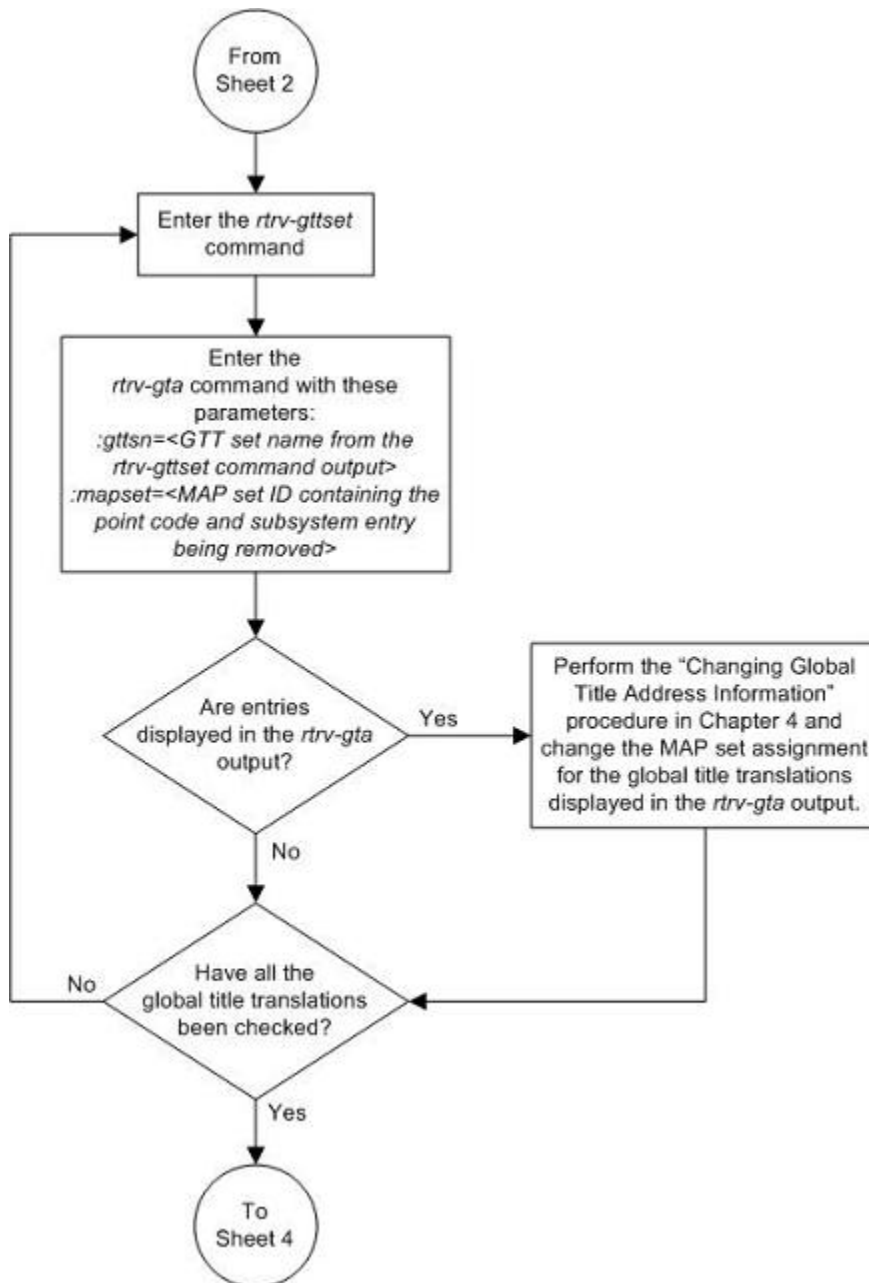 From
Sheet 2
Enter the rtrv-gttset
command
Enter the
rtrv-gta command with these
parameters:
:gttsn=<GTT set name from the
rtrv-gttset command output>
:mapset=<MAP set ID containing the
point code and subsystem entry
being removed>
Are entries
displayed in the rtrv-gta
output?
Yes
Perform the “Changing Global
Title Address Information”
procedure in Chapter 4 and
change the MAP set assignment
for the global title translations
displayed in the rtrv-gta output.
No
Have all the
global title translations
been checked?
No
Yes
To
Sheet 4